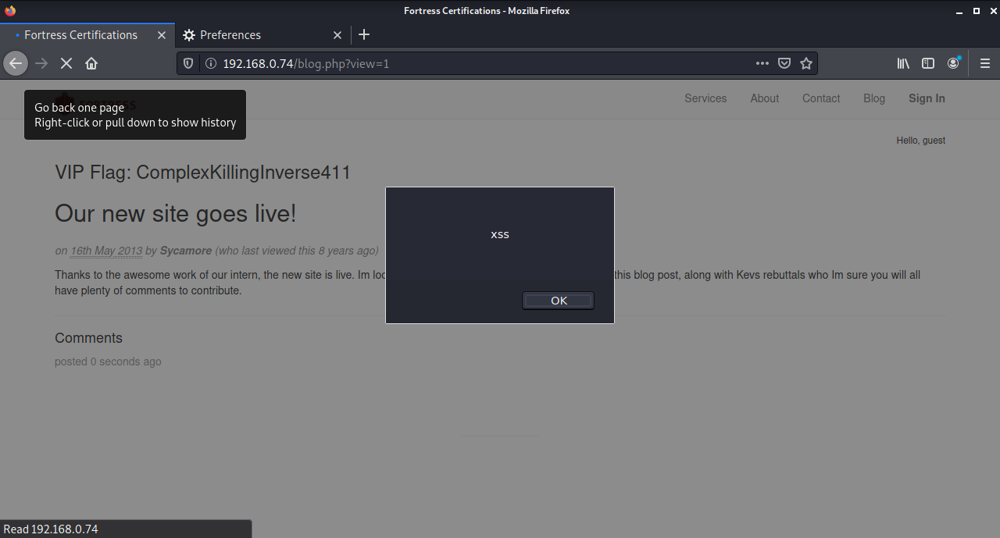 Fortress Certifications - Mozilla Firefox
Fortress Certifications
Preferences
192.168.0.74/blog.php?view=1
Go back one page
Right-click or pull down to show history
Services About Contact Blog Sign In
Hello, guest
VIP Flag: ComplexKillingInverse411
Our new site goes live!
on 16th May 2013 by Sycamore (who last viewed this 8 years ago)
xss
OK
Thanks to the awesome work of our intern, the new site is live. Im this blog post, along with Kevs rebuttals who Im sure you will all
have plenty of comments to contribute.
Comments
posted 0 seconds ago
Read 192.168.0.74